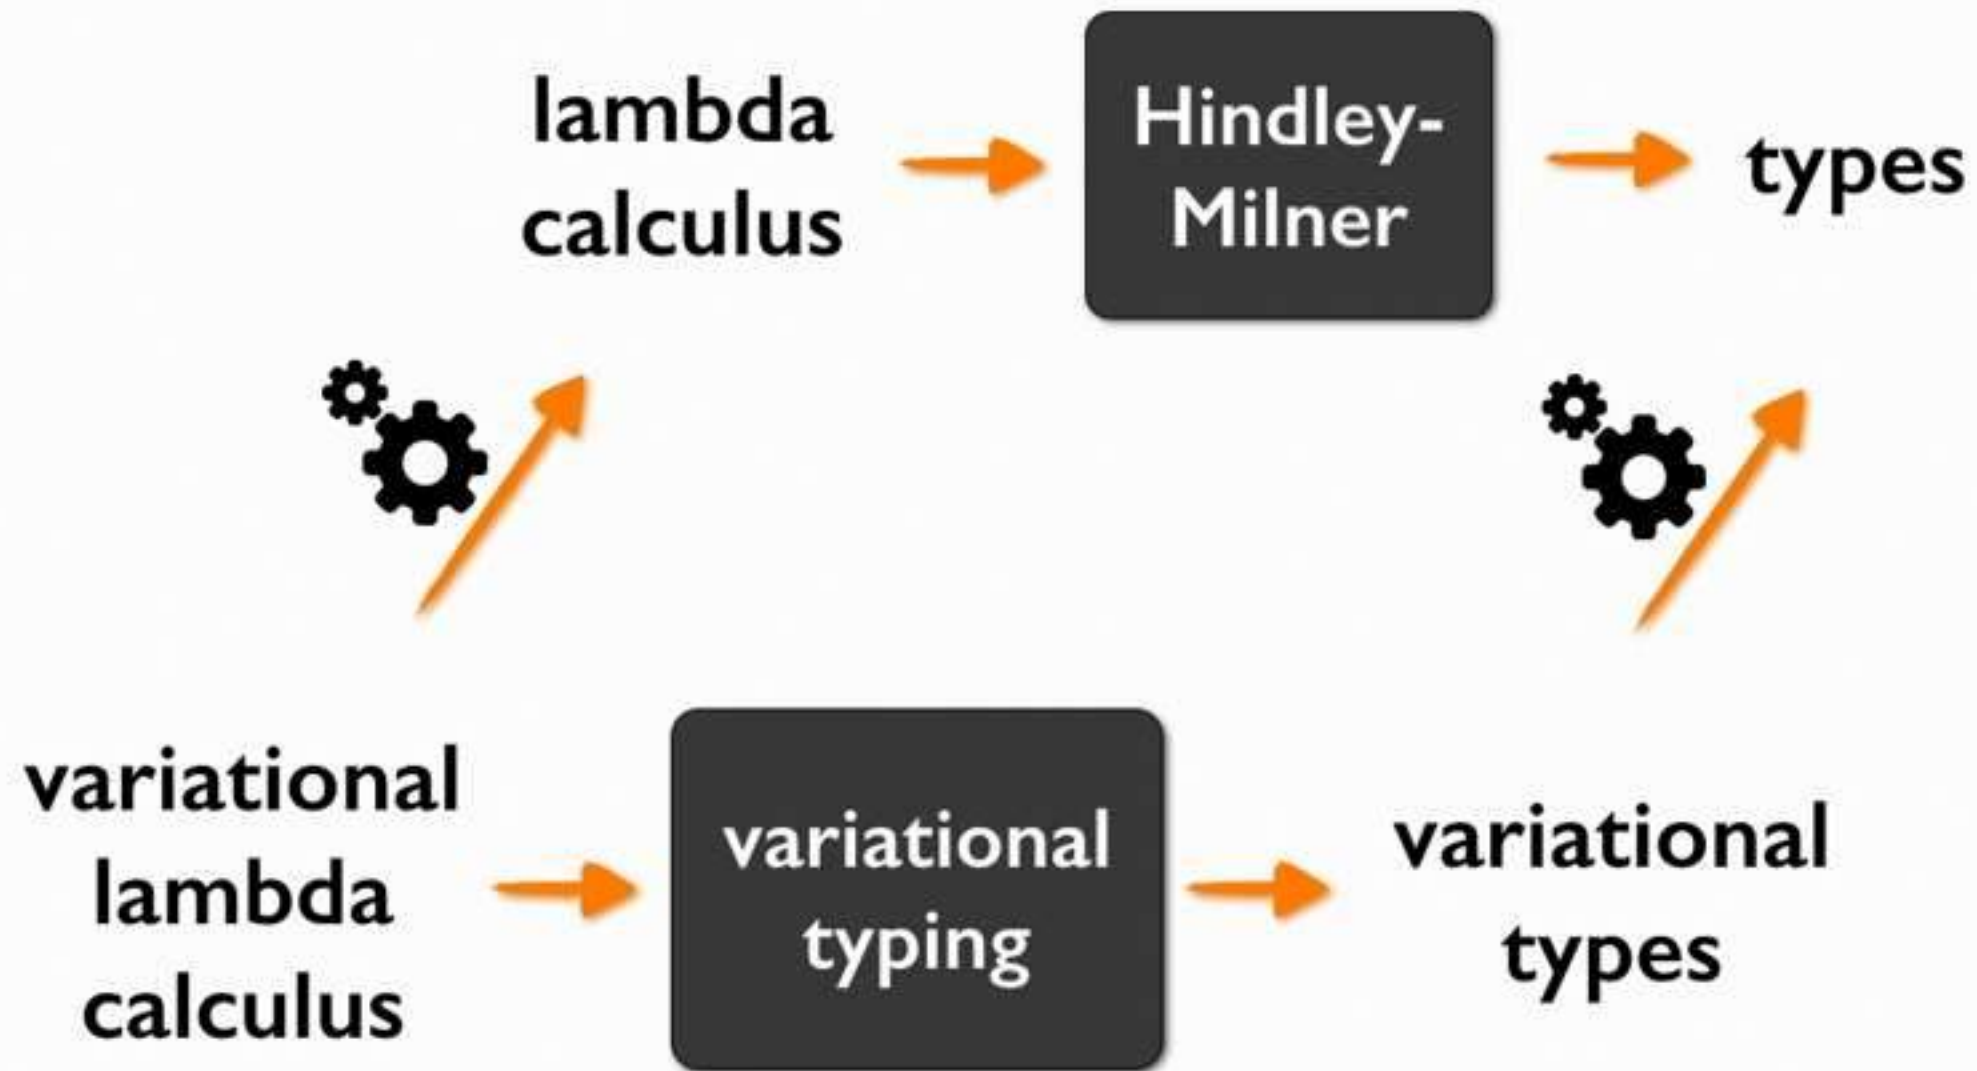 lambda
calculus
Hindley-
Milner
types
variational
lambda
calculus
variational
typing
variational
types